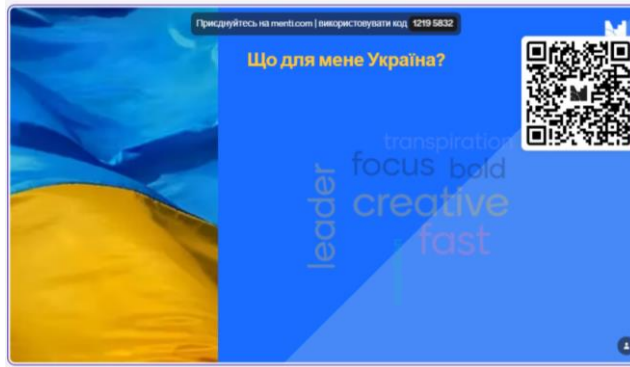 Приєднуйтесь на menti.com | використовувати код 1219 5832
Що для мене Україна?
transpiration
focus bold
leader
creative
fast